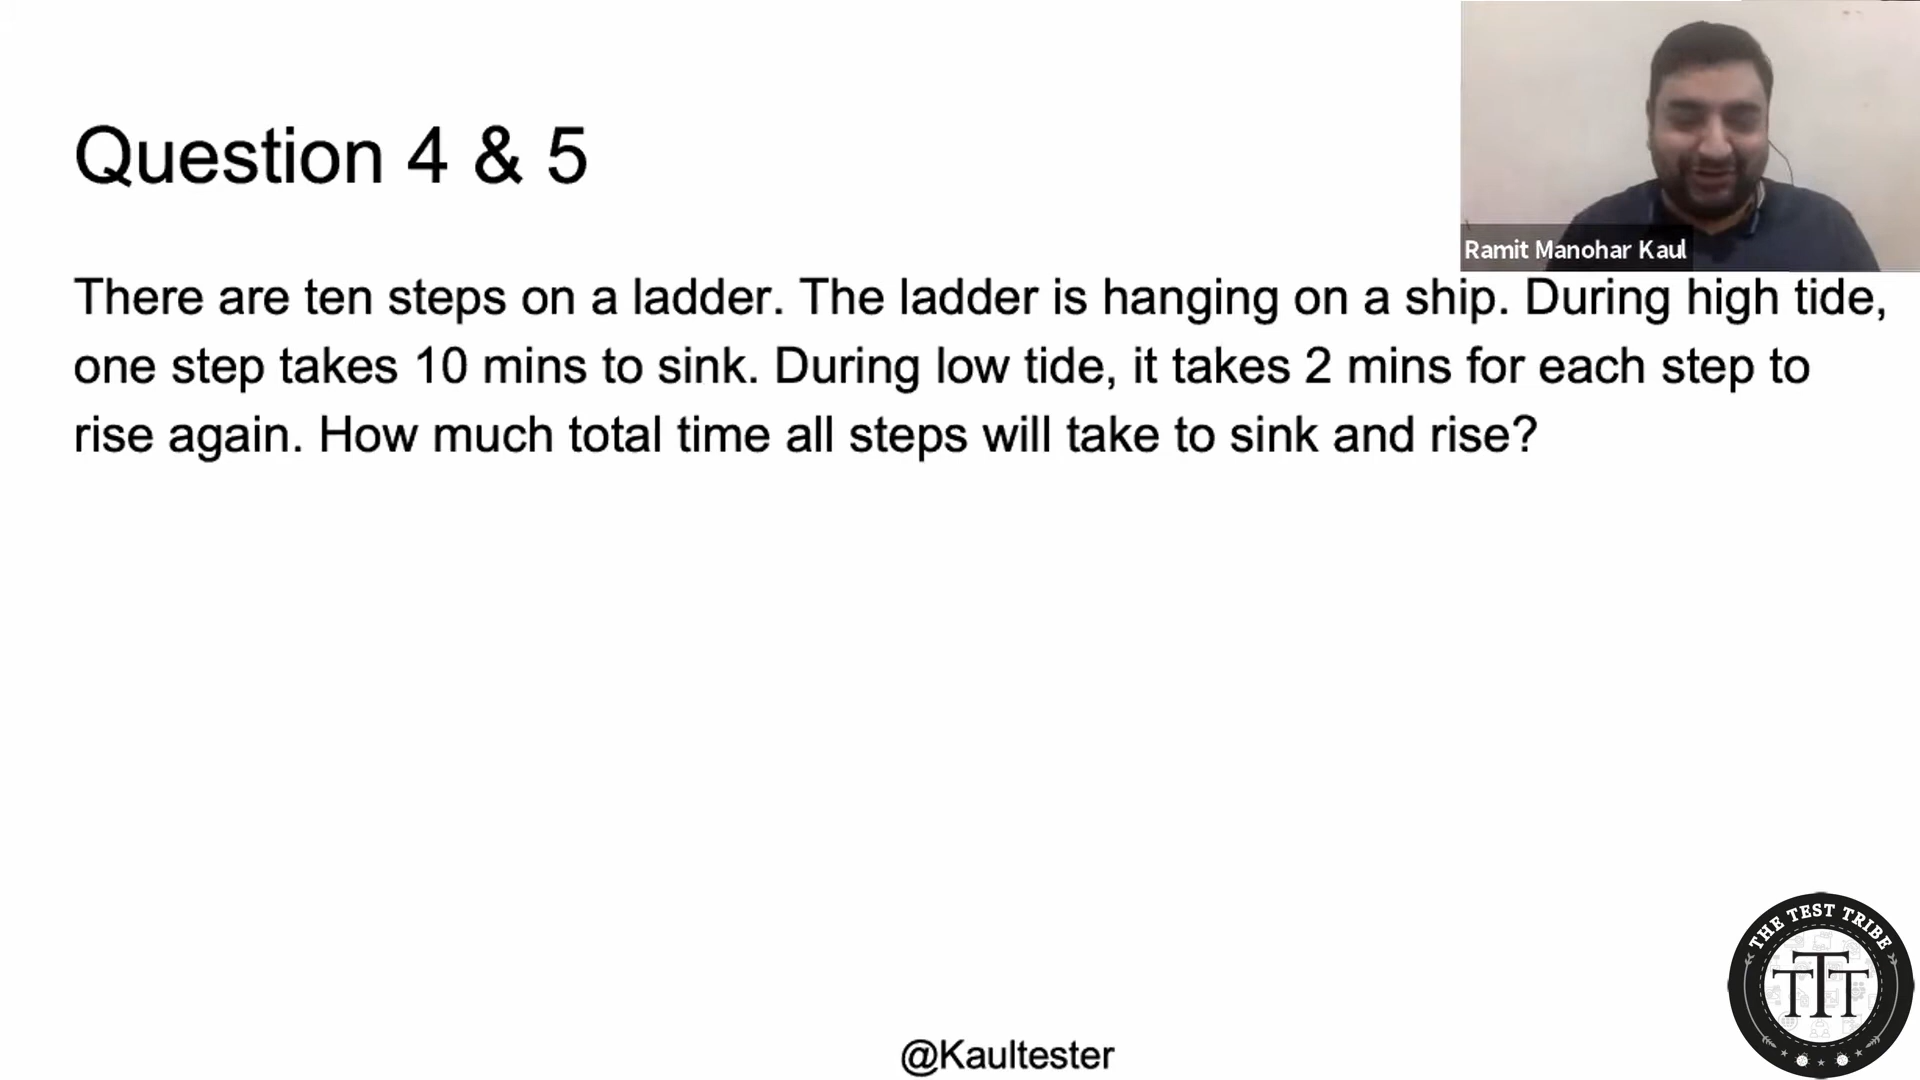 Question 4 & 5
Ramit Manohar Kaul
There are ten steps on a ladder. The ladder is hanging on a ship. During high tide,
one step takes 10 mins to sink. During low tide, it takes 2 mins for each step to
rise again. How much total time all steps will take to sink and rise?
THE TEST TRIBE
TTT
@Kaultester